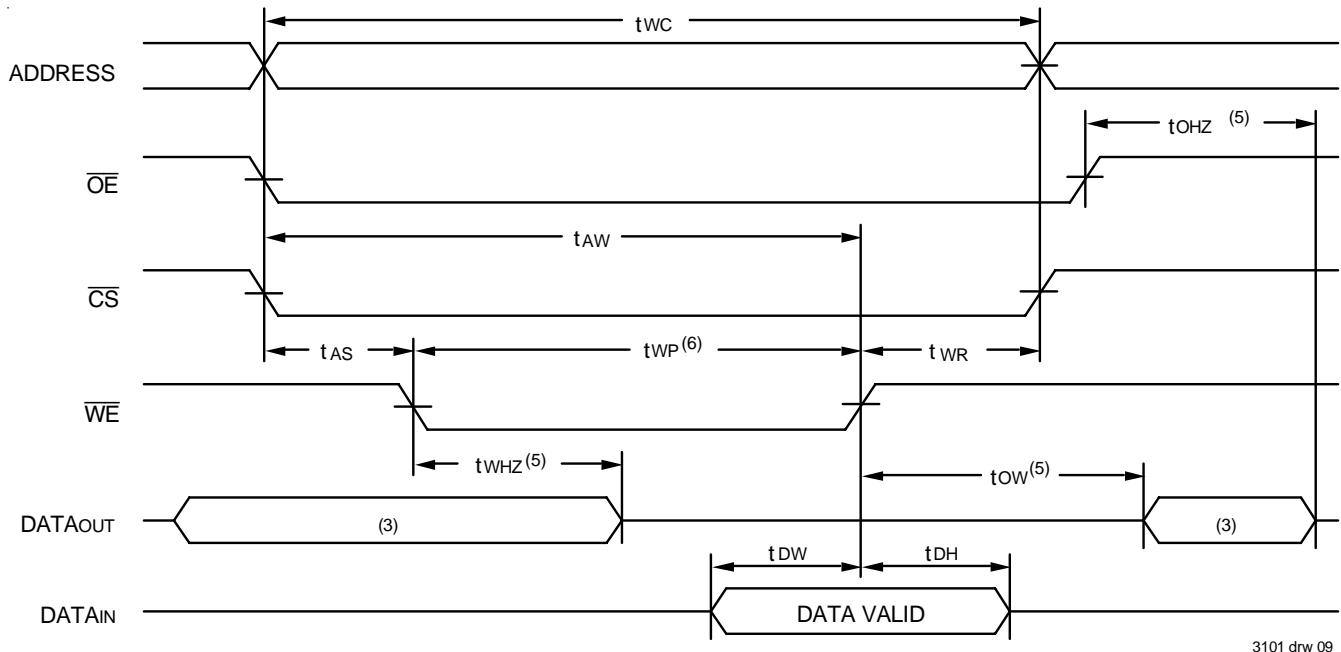 tWC
ADDRESS
tOHZ (5)
OE
tAW
CS
tAS
tWP(6)
tWR
WE
tWHZ(5)
tOW(5)
DATAOUT
(3)
(3)
tDW
tDH
DATAIN
DATA VALID
3101 drw 09